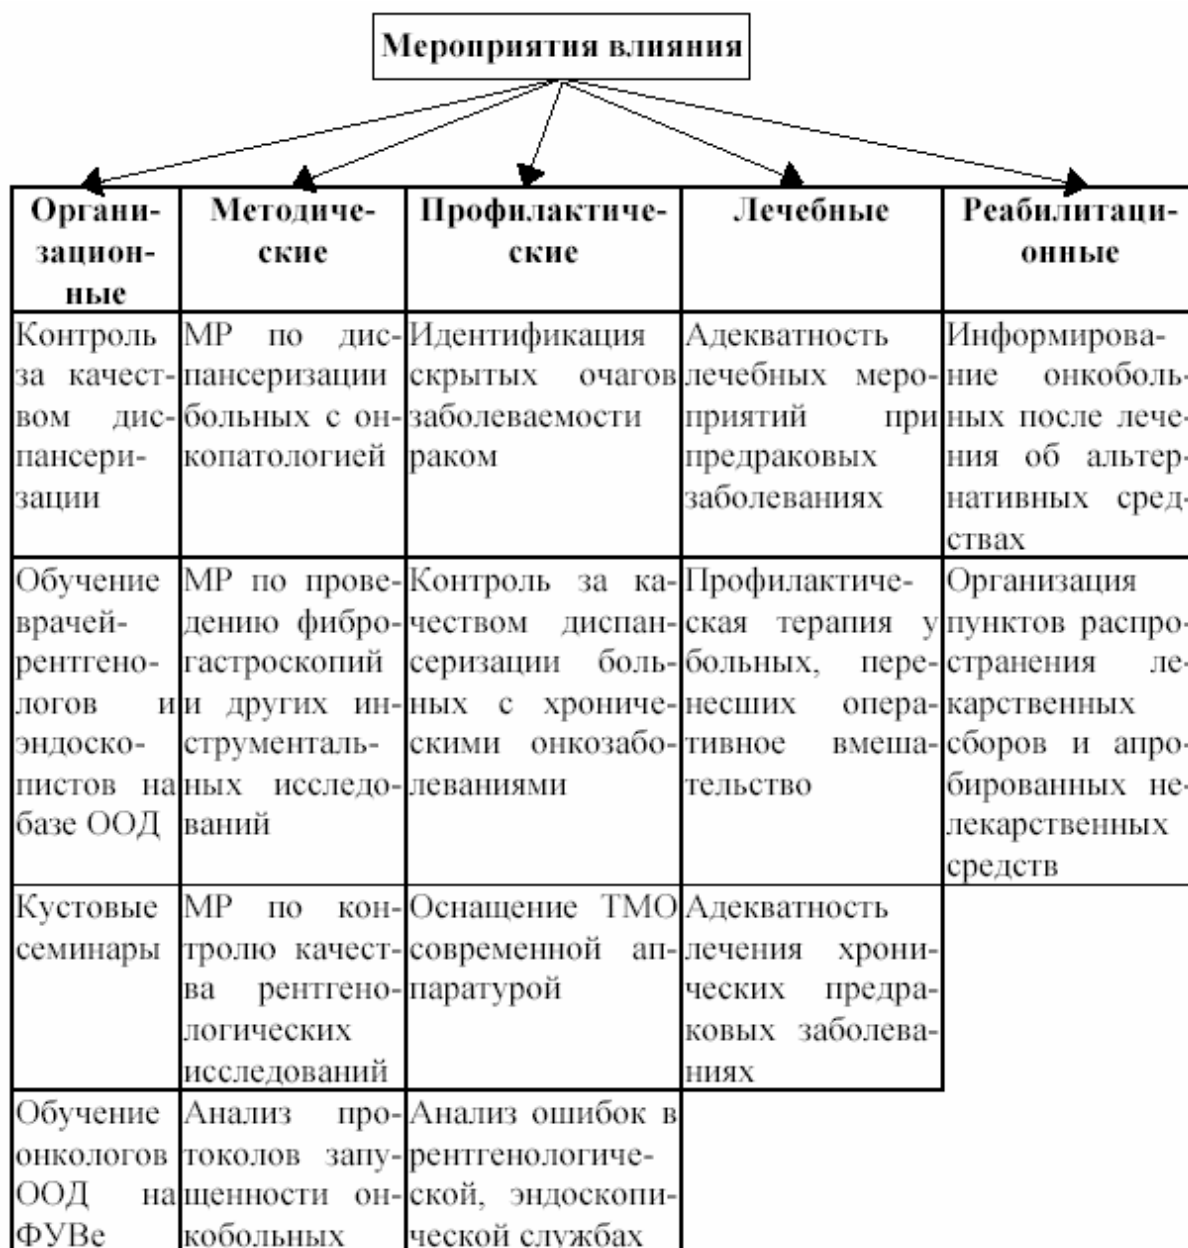 Мероприятия влияния
Органи-
зацион-
ные
Методиче-
ские
Профилактиче-
ские
Лечебные
Реабилитаци-
онные
Контроль
за качест-
вом дис-
пансери-
зации
МР по дис-
пансеризации
больных с он-
копатологией
Идентификация
скрытых очагов
заболеваемости
раком
Адекватность
лечебных меро-
приятий при
предраковых
заболеваниях
Информирова-
ние онкоболь-
ных после лече-
ния об альтер-
нативных сред-
ствах
Обучение
врачей-
рентгено-
логов и
эндоско-
пистов на
базе ООД
МР по прове-
дению фибро-
гастроскопий
и других ин-
струменталь-
ных исследо-
ваний
Контроль за ка-
чеством диспан-
серизации боль-
ных с хрониче-
скими онкозабо-
леваниями
Профилактиче-
ская терапия у
больных, пере-
несших опера-
тивное вмеша-
тельство
Организация
пунктов распро-
странения ле-
карственных
сборов и апро-
бированных не-
лекарственных
средств
Кустовые
семинары
МР по кон-
тролю качест-
ва рентгено-
логических
исследований
Оснащение ТМО
современной ап-
паратурой
Адекватность
лечения хрони-
ческих предра-
ковых заболева-
ниях
Обучение
онкологов
ООД на
ФУВе
Анализ про-
токолов запу-
щенности он-
кобольных
Анализ ошибок в
рентгенологиче-
ской, эндоскопи-
ческой службах